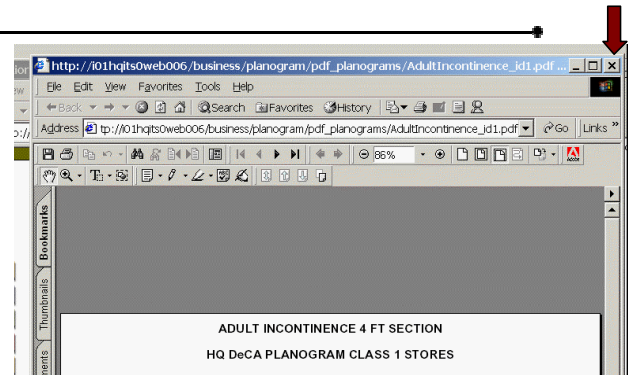 http://i01hqits0web006/business/planogram/pdf_planograms/AdultIncontinence_id1.pdf ...
File Edit View Favorites Tools Help
Back Search Favorites History
Address tp://i01hqits0web006/business/planogram/pdf_planograms/AdultIncontinence_id1.pdf Go Links »
86%
Adobe
Bookmarks
Thumbnails
ments
ADULT INCONTINENCE 4 FT SECTION
HQ DeCA PLANOGRAM CLASS 1 STORES